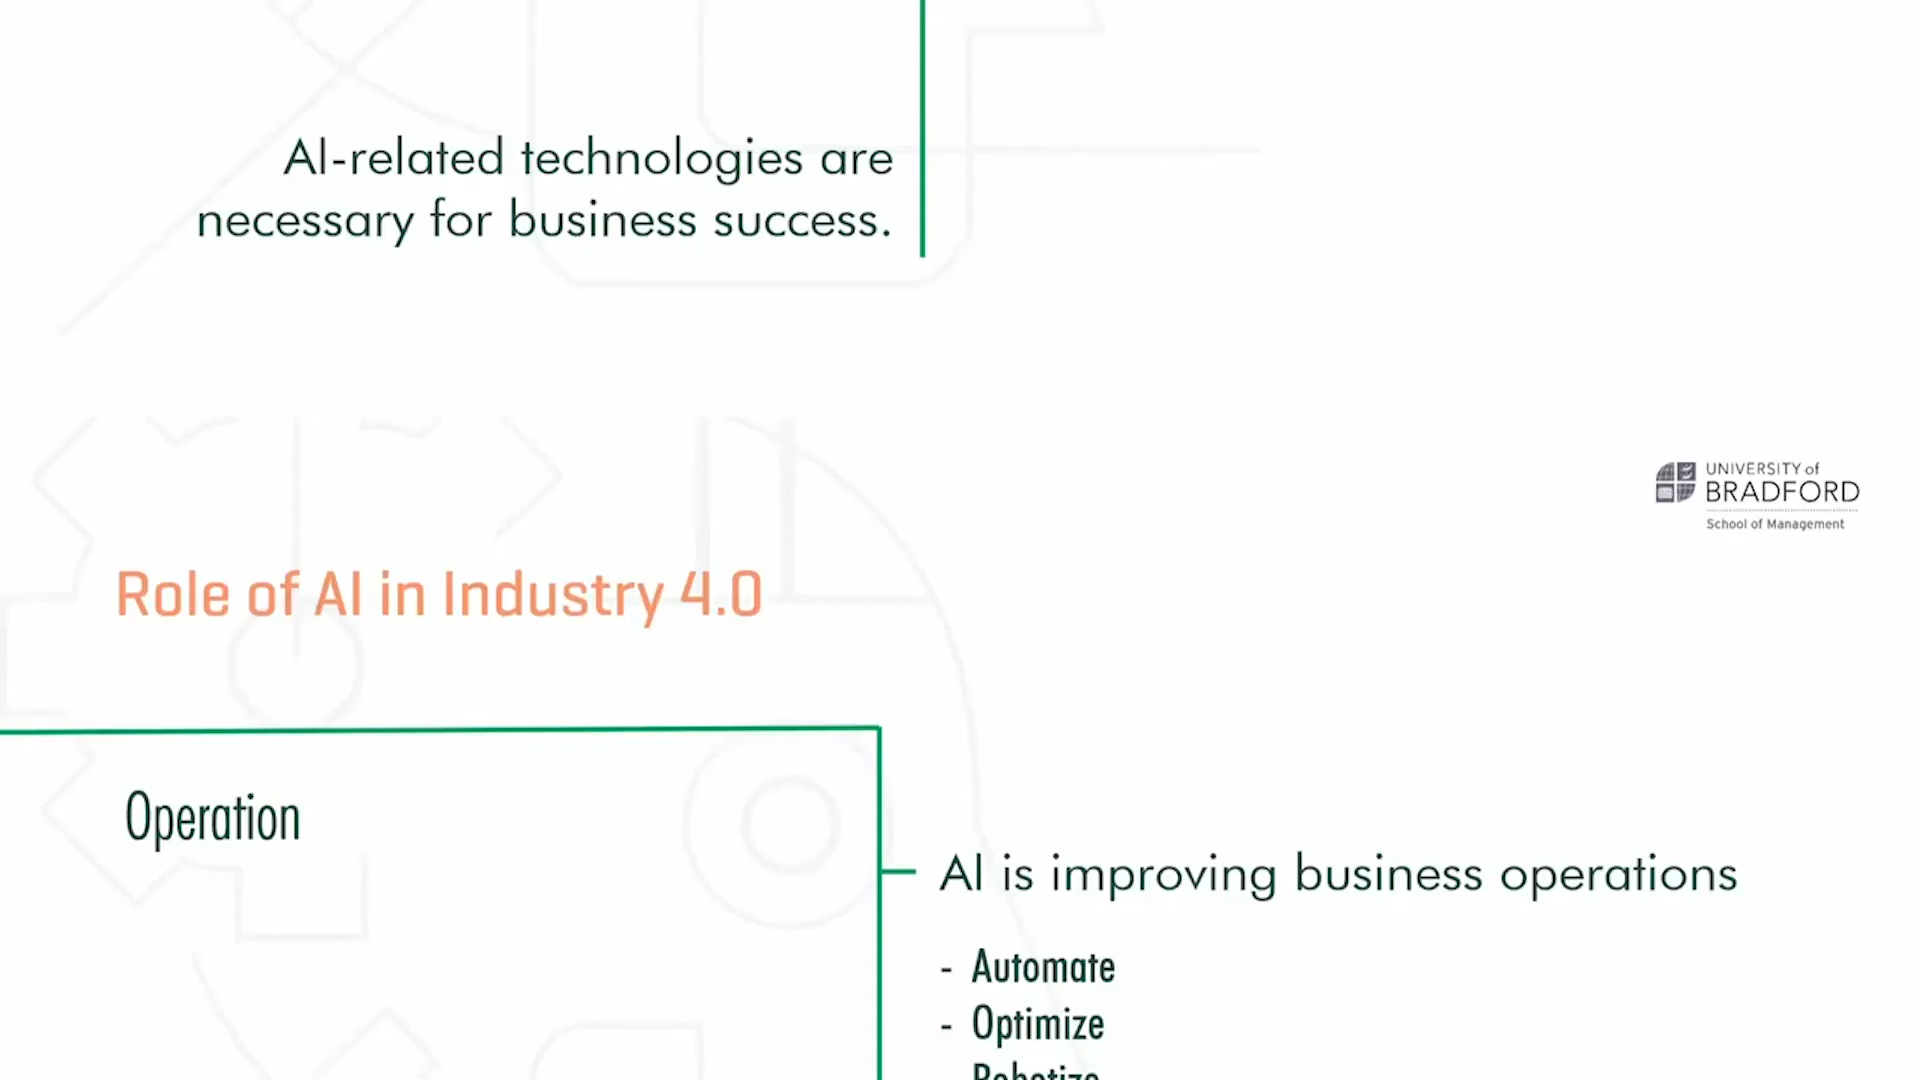 AI-related technologies are
necessary for business success.
UNIVERSITY of
BRADFORD
School of Management
Role of AI in Industry 4.0
Operation
AI is improving business operations
- Automate
- Optimize
Robotize